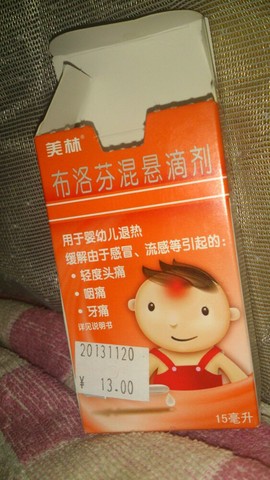 美林®
布洛芬混悬滴剂
用于婴幼儿退热
缓解由于感冒、流感等引起的:
·轻度头痛
·咽痛
·牙痛
详见说明书
20131120
¥ 13.00
15毫升